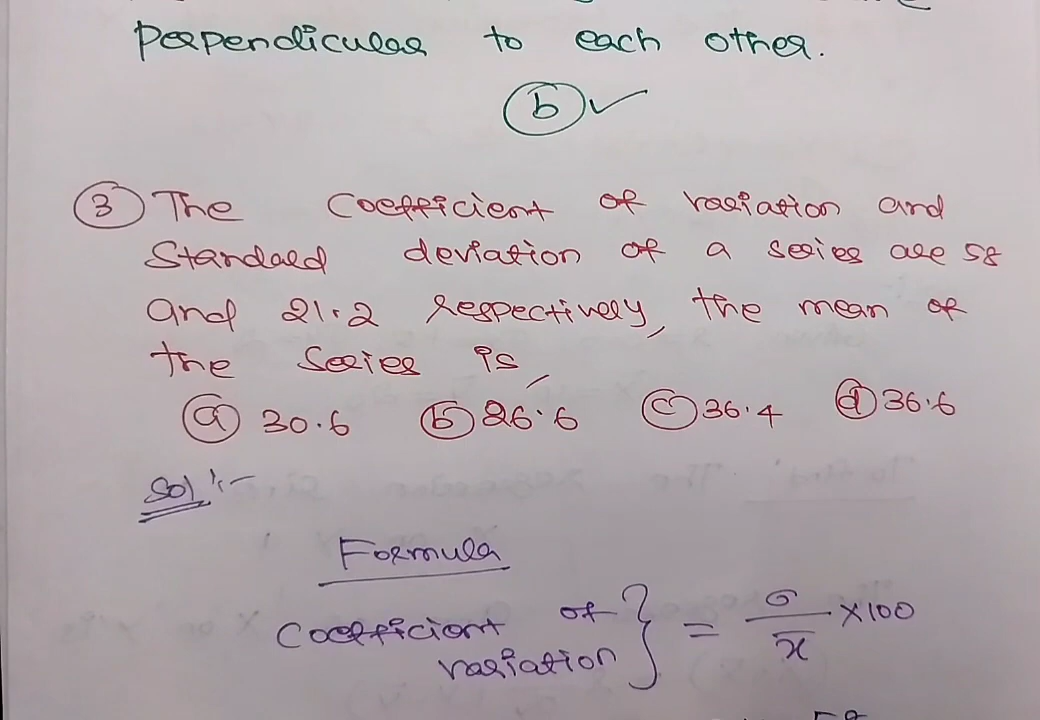 perpendicular to each other.
b ✓
3 The coefficient of variation and
Standard deviation of a series are 58
and 21.2 respectively, the mean of
the series is,
a 30.6 b 26.6 c 36.4 d 36.6
Sol :-
Formula
Coefficient of variation } = σ/x̄ ×100
58